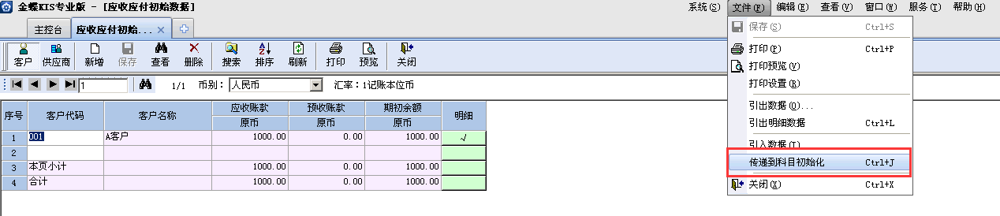 金蝶KIS专业版 - [应收应付初始数据]
系统(S) 文件(F) 编辑(E) 查看(V) 窗口(W) 服务(T) 帮助(H)
主控台 应收应付初始... ×
客户 供应商 新增 保存 查看 删除 搜索 排序 刷新 打印 预览 关闭
1 1/1 币别: 人民币 汇率:1记账本位币
序号 客户代码 客户名称 应收账款 预收账款 期初余额 明细
原币 原币 原币
1 001 A客户 1000.00 0.00 1000.00 √
2
3 本页小计 1000.00 0.00 1000.00
4 合计 1000.00 0.00 1000.00
保存(S) Ctrl+S
打印(P) Ctrl+P
打印预览(V)
打印设置(R)
引出数据(O)...
引出明细数据 Ctrl+L
引入数据(T)
传递到科目初始化 Ctrl+J
关闭(X) Ctrl+X